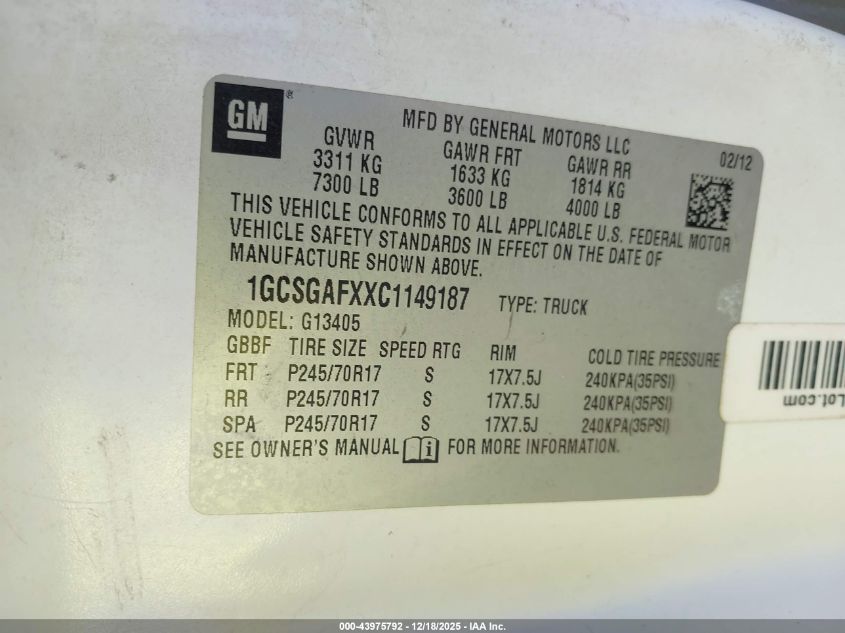 GM®
MFD BY GENERAL MOTORS LLC
02/12
GVWR GAWR FRT GAWR RR
3311 KG 1633 KG 1814 KG
7300 LB 3600 LB 4000 LB
THIS VEHICLE CONFORMS TO ALL APPLICABLE U.S. FEDERAL MOTOR
VEHICLE SAFETY STANDARDS IN EFFECT ON THE DATE OF
MANUFACTURE SHOWN ABOVE.
1GCSGAFXXC1149187 TYPE: TRUCK
MODEL: G13405
GBBF TIRE SIZE SPEED RTG RIM COLD TIRE PRESSURE
FRT P245/70R17 S 17X7.5J 240KPA(35PSI)
RR P245/70R17 S 17X7.5J 240KPA(35PSI)
SPA P245/70R17 S 17X7.5J 240KPA(35PSI)
SEE OWNER'S MANUAL i FOR MORE INFORMATION.
Lot.com
000-43975792 - 12/18/2025 - IAA Inc.